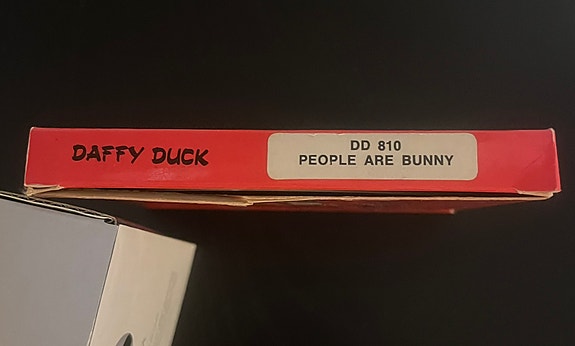 DAFFY DUCK
DD 810
PEOPLE ARE BUNNY